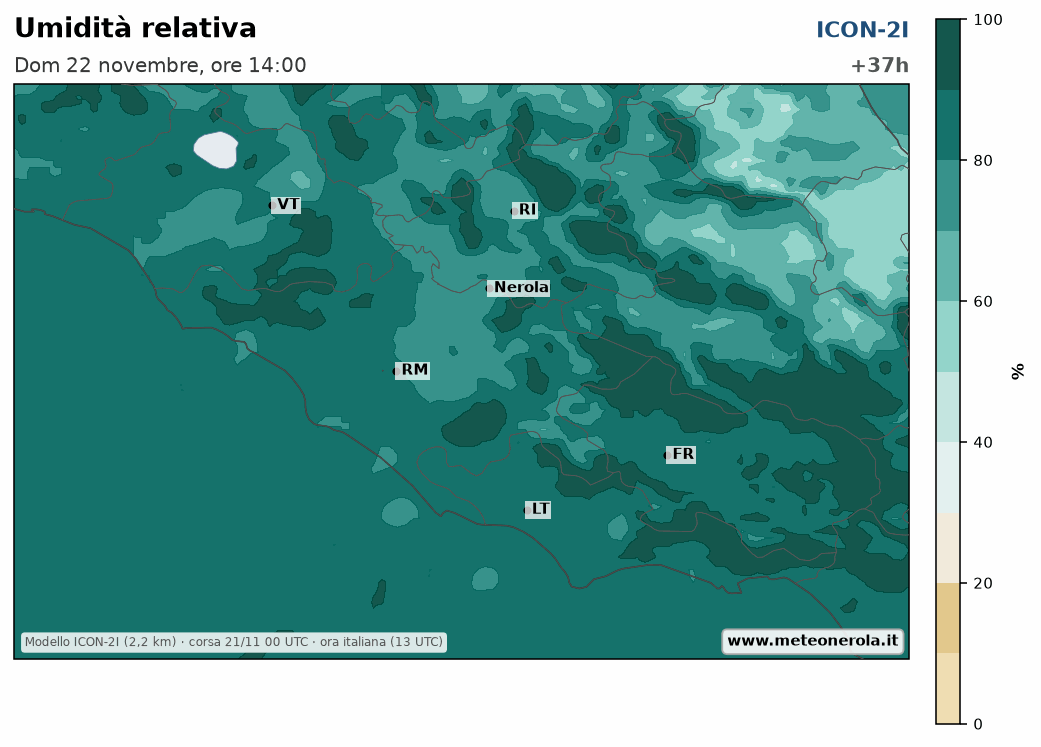 Umidità relativa
ICON-2I
Dom 22 novembre, ore 14:00
+37h
100
80
60
40
20
0
%
VT
RI
Nerola
RM
FR
LT
Modello ICON-2I (2,2 km) · corsa 21/11 00 UTC · ora italiana (13 UTC)
www.meteonerola.it